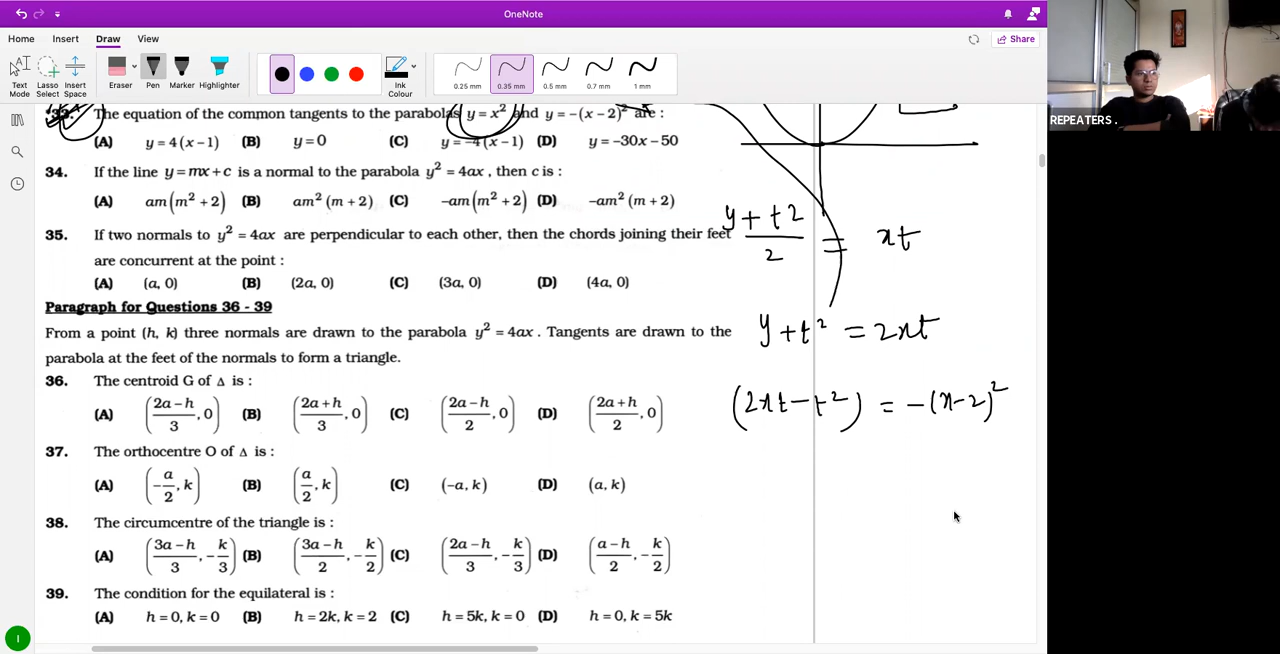 OneNote
Home Insert Draw View
Share
Text Mode
Lasso Select
Insert Space
Eraser
Pen
Marker
Highlighter
Ink Colour
0.25 mm
0.35 mm
0.5 mm
0.7 mm
1 mm
REPEATERS .
33. The equation of the common tangents to the parabolas y = x² and y = −(x − 2)² are :
(A) y = 4(x − 1) (B) y = 0 (C) y = −4(x − 1) (D) y = −30x − 50
34. If the line y = mx + c is a normal to the parabola y² = 4ax , then c is :
(A) am(m² + 2) (B) am²(m + 2) (C) -am(m² + 2) (D) -am²(m + 2)
35. If two normals to y² = 4ax are perpendicular to each other, then the chords joining their feet
are concurrent at the point :
(A) (a, 0) (B) (2a, 0) (C) (3a, 0) (D) (4a, 0)
Paragraph for Questions 36 - 39
From a point (h, k) three normals are drawn to the parabola y² = 4ax . Tangents are drawn to the
parabola at the feet of the normals to form a triangle.
36. The centroid G of Δ is :
(A) ((2a − h)/3, 0) (B) ((2a + h)/3, 0) (C) ((2a − h)/2, 0) (D) ((2a + h)/2, 0)
37. The orthocentre O of Δ is :
(A) (−a/2, k) (B) (a/2, k) (C) (−a, k) (D) (a, k)
38. The circumcentre of the triangle is :
(A) ((3a − h)/3, −k/3) (B) ((3a − h)/2, −k/2) (C) ((2a − h)/3, −k/3) (D) ((a − h)/2, −k/2)
39. The condition for the equilateral is :
(A) h = 0, k = 0 (B) h = 2k, k = 2 (C) h = 5k, k = 0 (D) h = 0, k = 5k
(y + t2)/2 = xt
y + t² = 2xt
(2xt − t²) = −(x−2)²
I